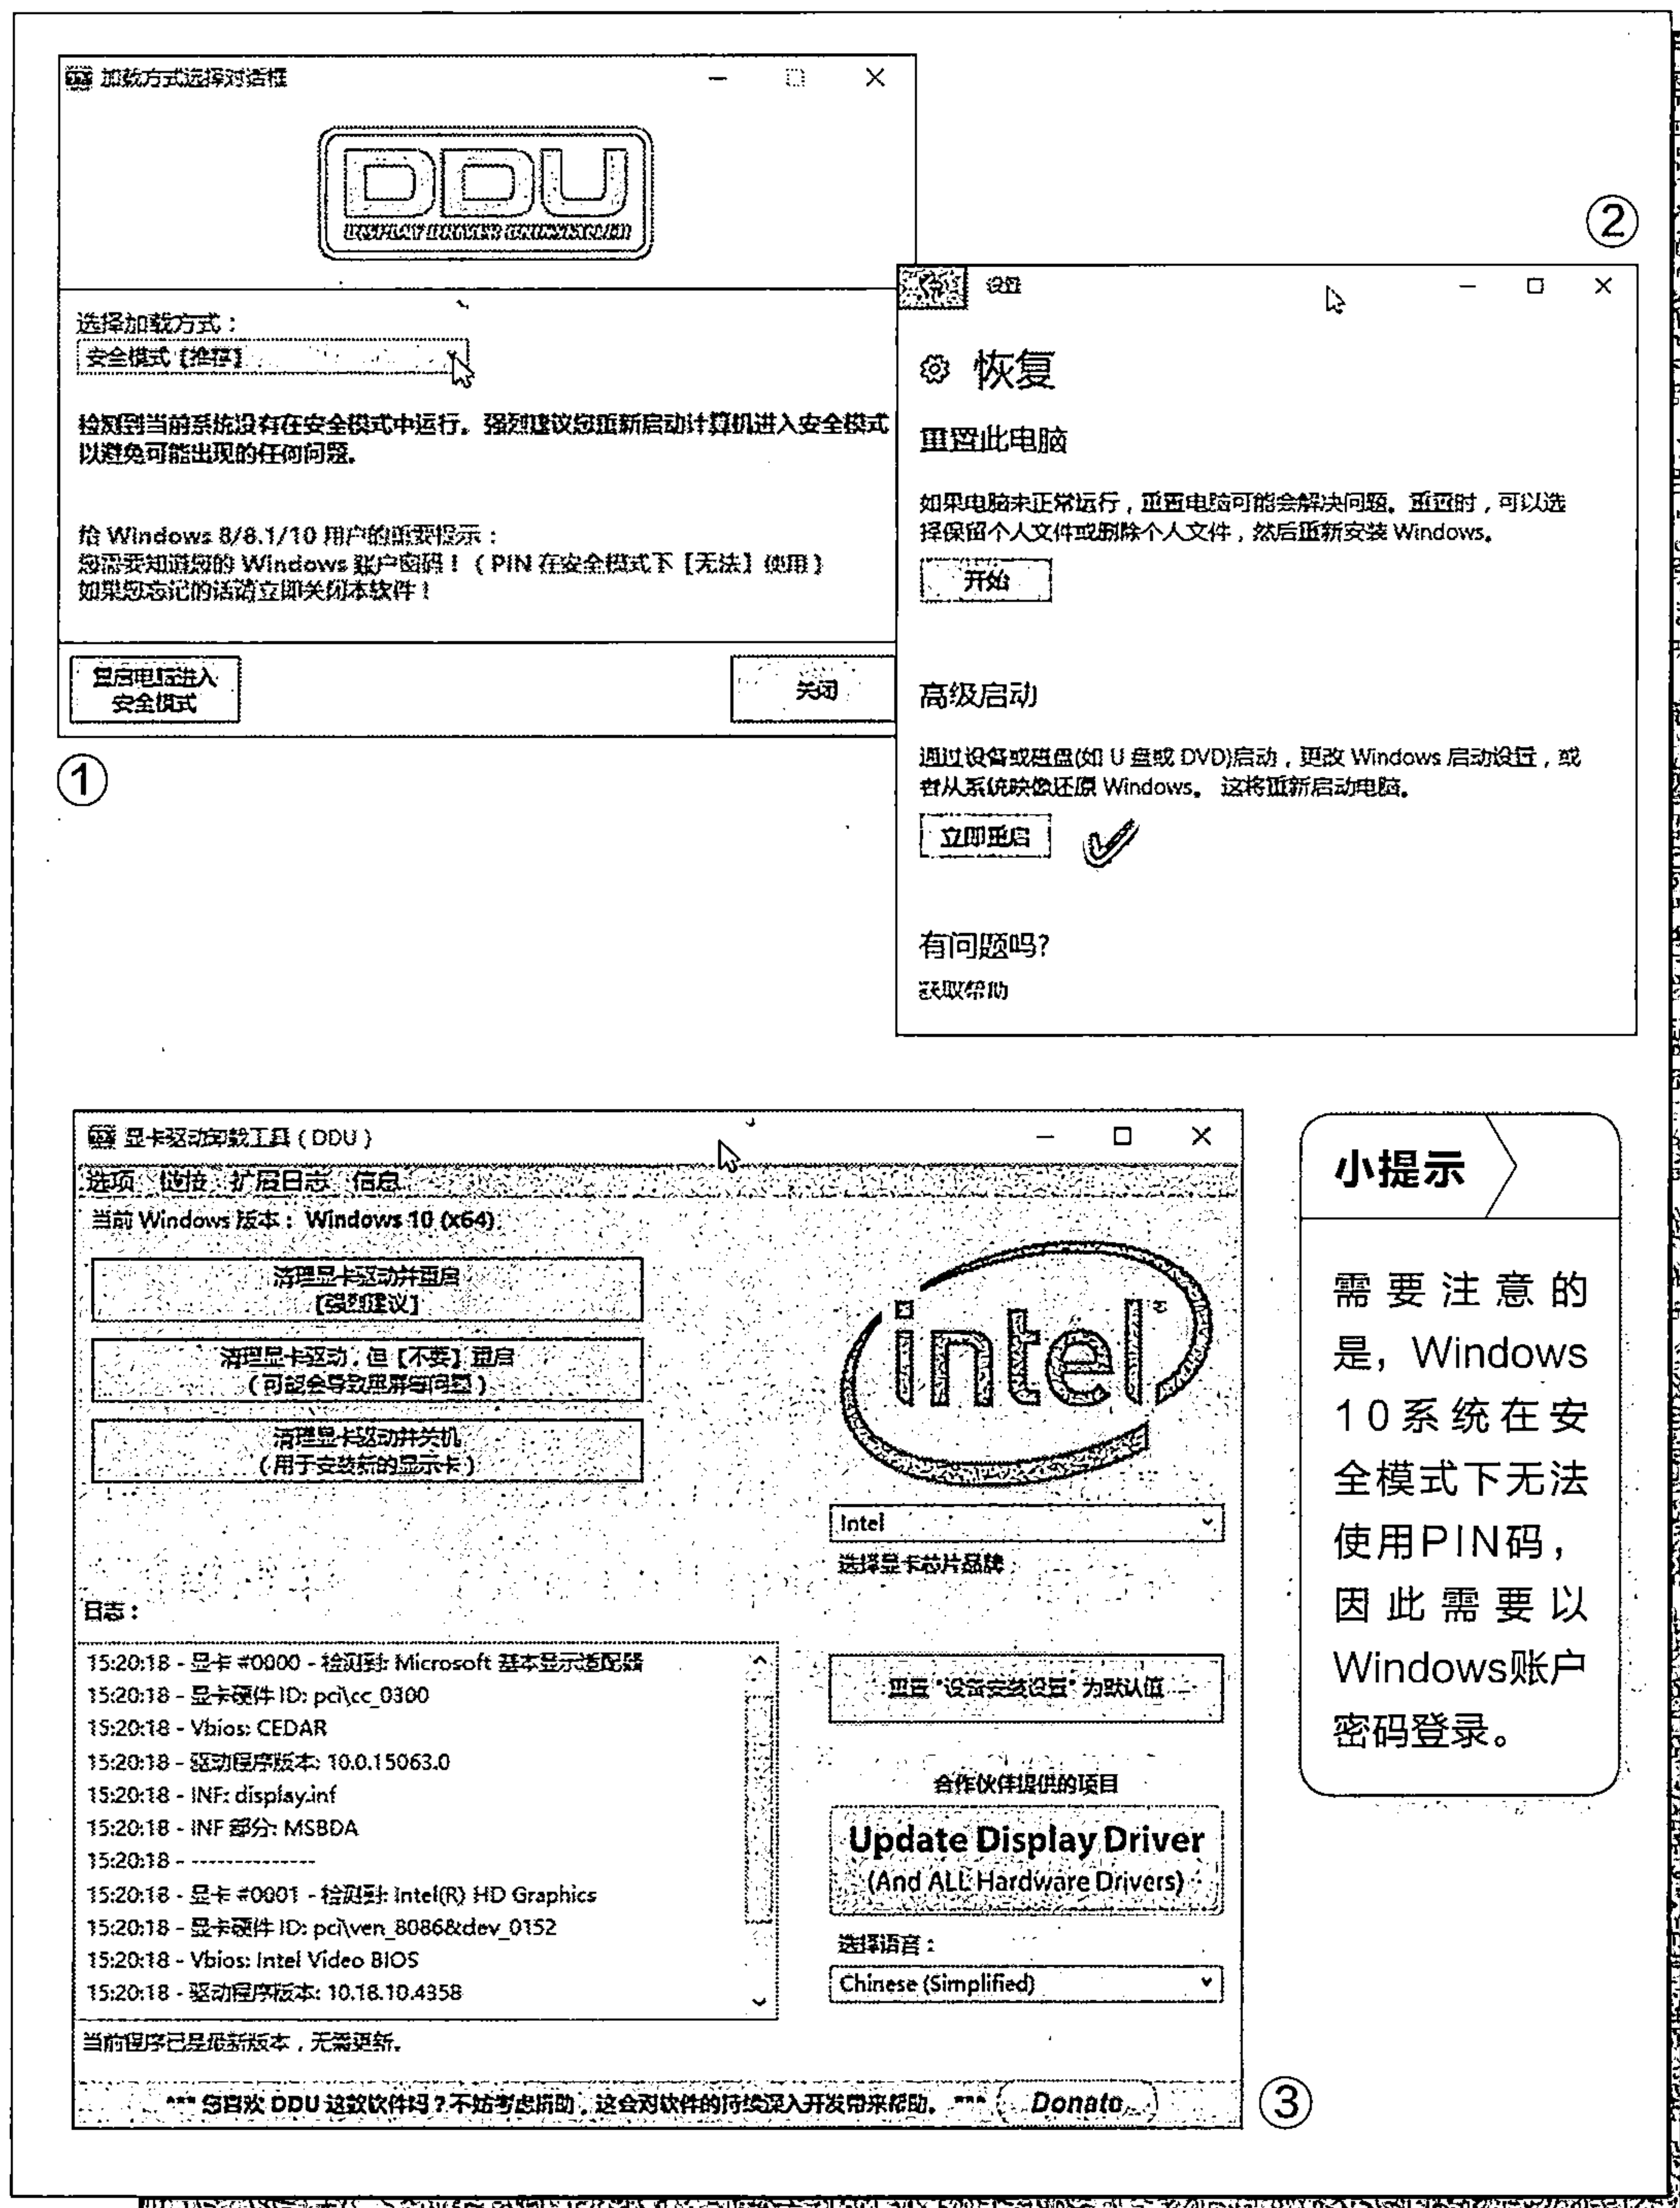 加载方式选择对话框
DDU
DISPLAY DRIVER UNINSTALLER
选择加载方式：
安全模式【推荐】
检测到当前系统没有在安全模式中运行。强烈建议您重新启动计算机进入安全模式
以避免可能出现的任何问题。
给 Windows 8/8.1/10 用户的重要提示：
您需要知道您的 Windows 账户密码！（PIN 在安全模式下【无法】使用）
如果您忘记的话请立即关闭本软件！
重启电脑进入
安全模式
关闭
①
②
设置
恢复
重置此电脑
如果电脑未正常运行，重置电脑可能会解决问题。重置时，可以选
择保留个人文件或删除个人文件，然后重新安装 Windows。
开始
高级启动
通过设备或磁盘(如 U 盘或 DVD)启动，更改 Windows 启动设置，或
者从系统映像还原 Windows。 这将重新启动电脑。
立即重启
有问题吗?
获取帮助
显卡驱动卸载工具（DDU）
选项 链接 扩展日志 信息
当前 Windows 版本： Windows 10 (x64)
清理显卡驱动并重启
【强烈建议】
清理显卡驱动，但【不要】重启
（可能会导致黑屏等问题）
清理显卡驱动并关机
（用于安装新的显示卡）
intel
Intel
选择显卡芯片品牌
日志：
15:20:18 - 显卡 #0000 - 检测到: Microsoft 基本显示适配器
15:20:18 - 显卡硬件 ID: pci\cc_0300
15:20:18 - Vbios: CEDAR
15:20:18 - 驱动程序版本: 10.0.15063.0
15:20:18 - INF: display.inf
15:20:18 - INF 部分: MSBDA
15:20:18 - --------------
15:20:18 - 显卡 #0001 - 检测到: Intel(R) HD Graphics
15:20:18 - 显卡硬件 ID: pci\ven_8086&dev_0152
15:20:18 - Vbios: Intel Video BIOS
15:20:18 - 驱动程序版本: 10.18.10.4358
重置 "设备安装设置" 为默认值
合作伙伴提供的项目
Update Display Driver
(And ALL Hardware Drivers)
选择语言：
Chinese (Simplified)
当前程序已是最新版本，无需更新。
*** 您喜欢 DDU 这款软件吗？不妨考虑捐助，这会对软件的持续深入开发带来帮助。 *** Donate
③
小提示
需要注意的
是，Windows
10系统在安
全模式下无法
使用PIN码，
因此需要以
Windows账户
密码登录。